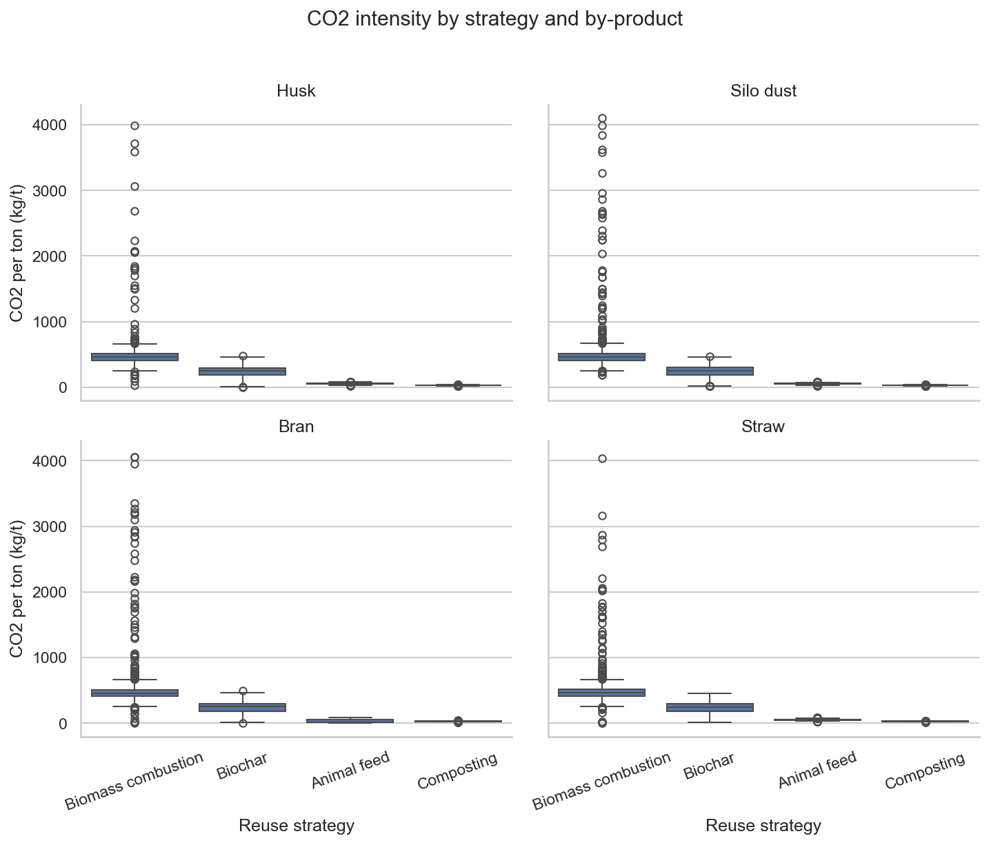 CO2 intensity by strategy and by-product
Husk
Silo dust
CO2 per ton (kg/t)
4000
3000
2000
1000
0
Bran
Straw
CO2 per ton (kg/t)
4000
3000
2000
1000
0
Biomass combustion
Biochar
Animal feed
Composting
Biomass combustion
Biochar
Animal feed
Composting
Reuse strategy
Reuse strategy